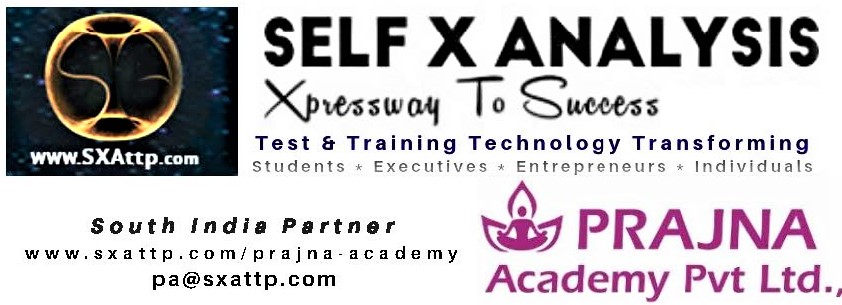 SELF X ANALYSIS
Xpressway To Success
www.SXAttp.com
Test & Training Technology Transforming
Students * Executives * Entrepreneurs * Individuals
South India Partner
www.sxattp.com/prajna-academy
pa@sxattp.com
PRAJNA
Academy Pvt Ltd.,